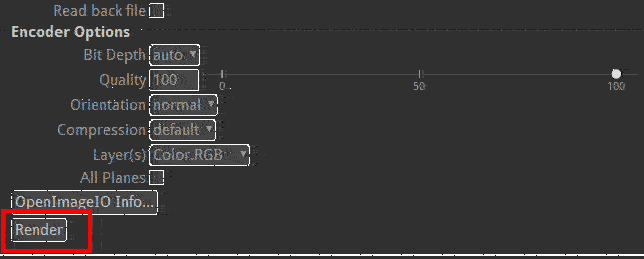 Read back file
Encoder Options
Bit Depth auto
Quality 100 0 50 100
Orientation normal
Compression default
Layer(s) Color.RGB
All Planes
OpenImageIO Info...
Render